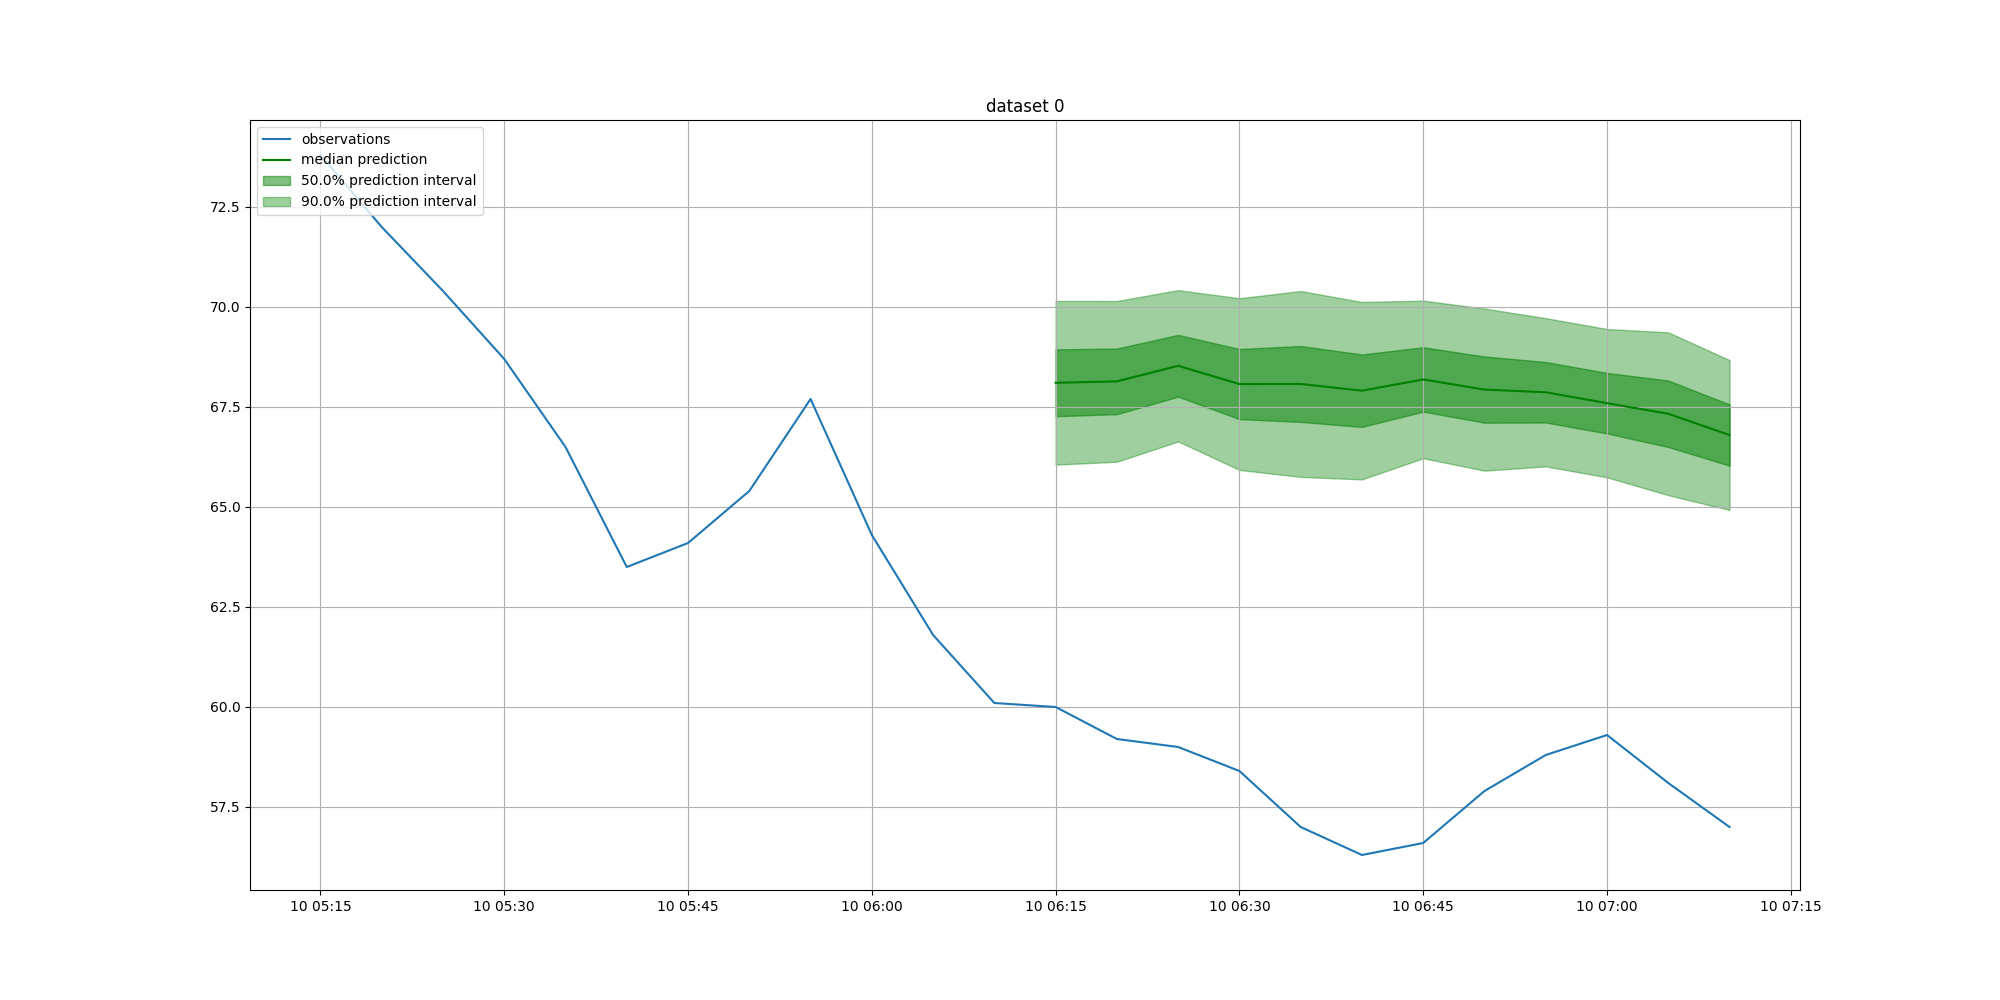 dataset 0
observations
median prediction
50.0% prediction interval
90.0% prediction interval
72.5
70.0
67.5
65.0
62.5
60.0
57.5
10 05:15 10 05:30 10 05:45 10 06:00 10 06:15 10 06:30 10 06:45 10 07:00 10 07:15